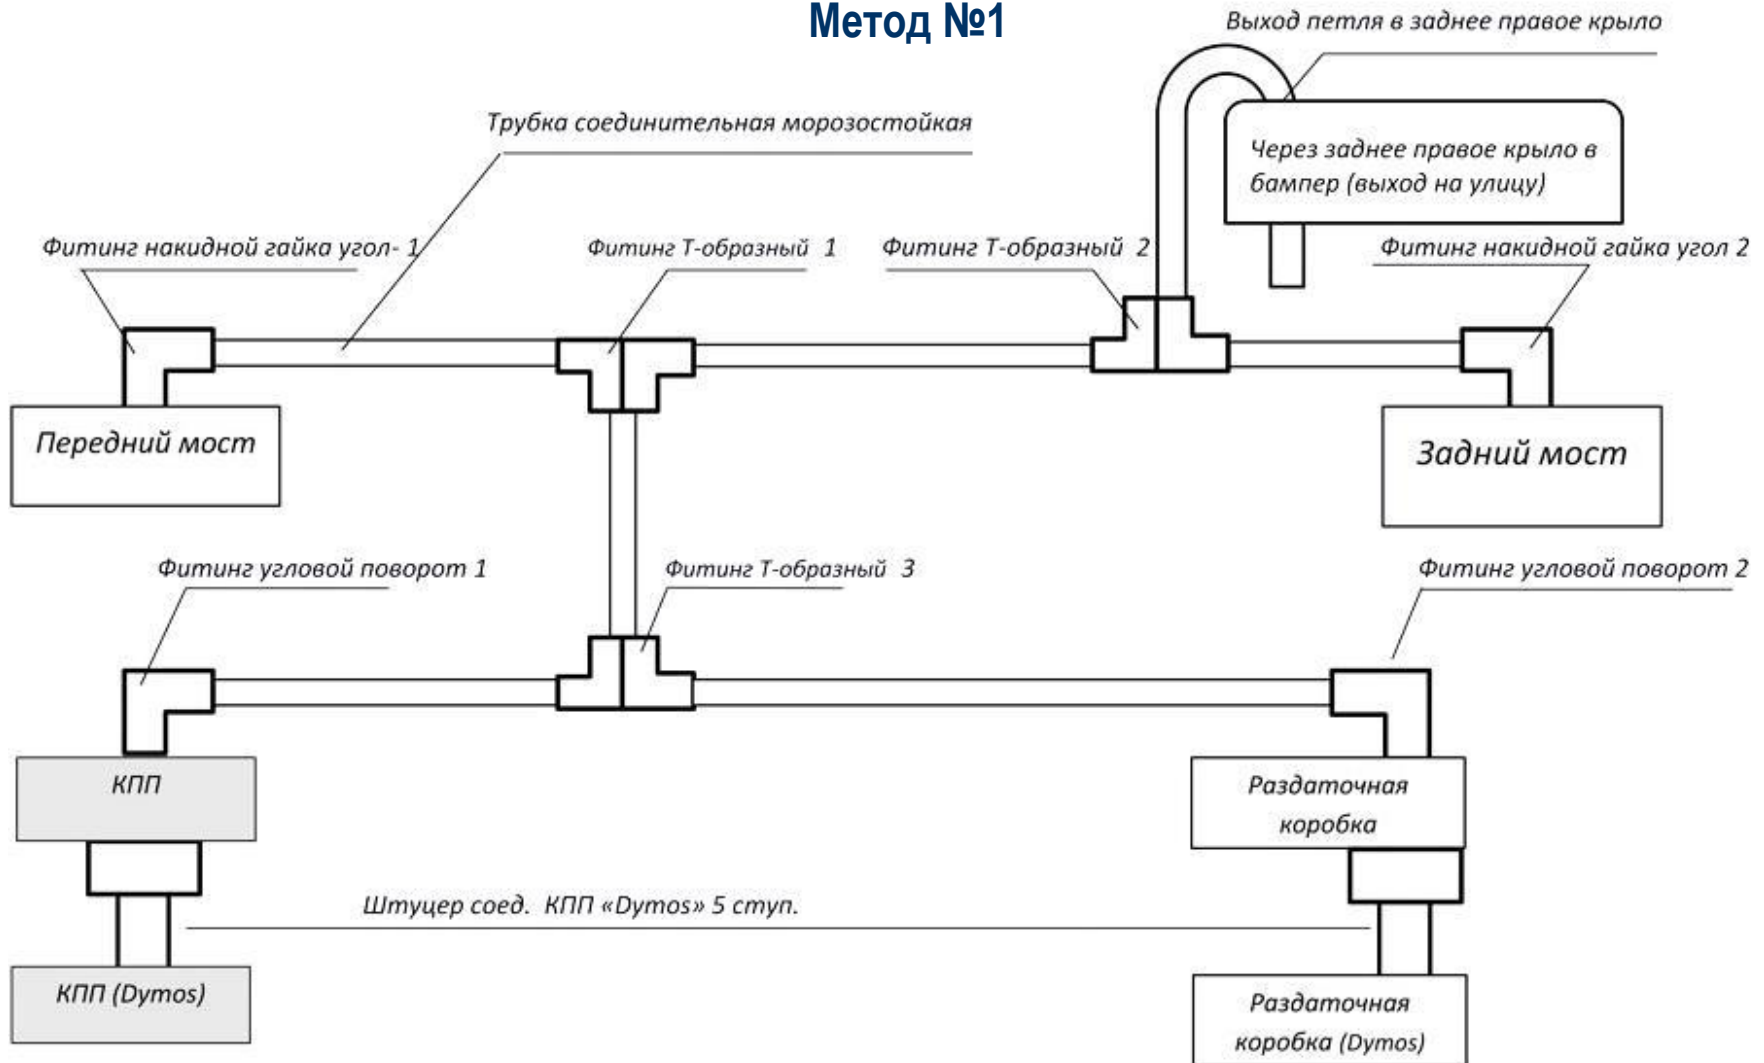 Метод №1
Выход петля в заднее правое крыло
Трубка соединительная морозостойкая
Через заднее правое крыло в
бампер (выход на улицу)
Фитинг накидной гайка угол- 1
Фитинг Т-образный 1
Фитинг Т-образный 2
Фитинг накидной гайка угол 2
Передний мост
Задний мост
Фитинг угловой поворот 1
Фитинг Т-образный 3
Фитинг угловой поворот 2
КПП
Раздаточная
коробка
Штуцер соед. КПП «Dymos» 5 ступ.
КПП (Dymos)
Раздаточная
коробка (Dymos)